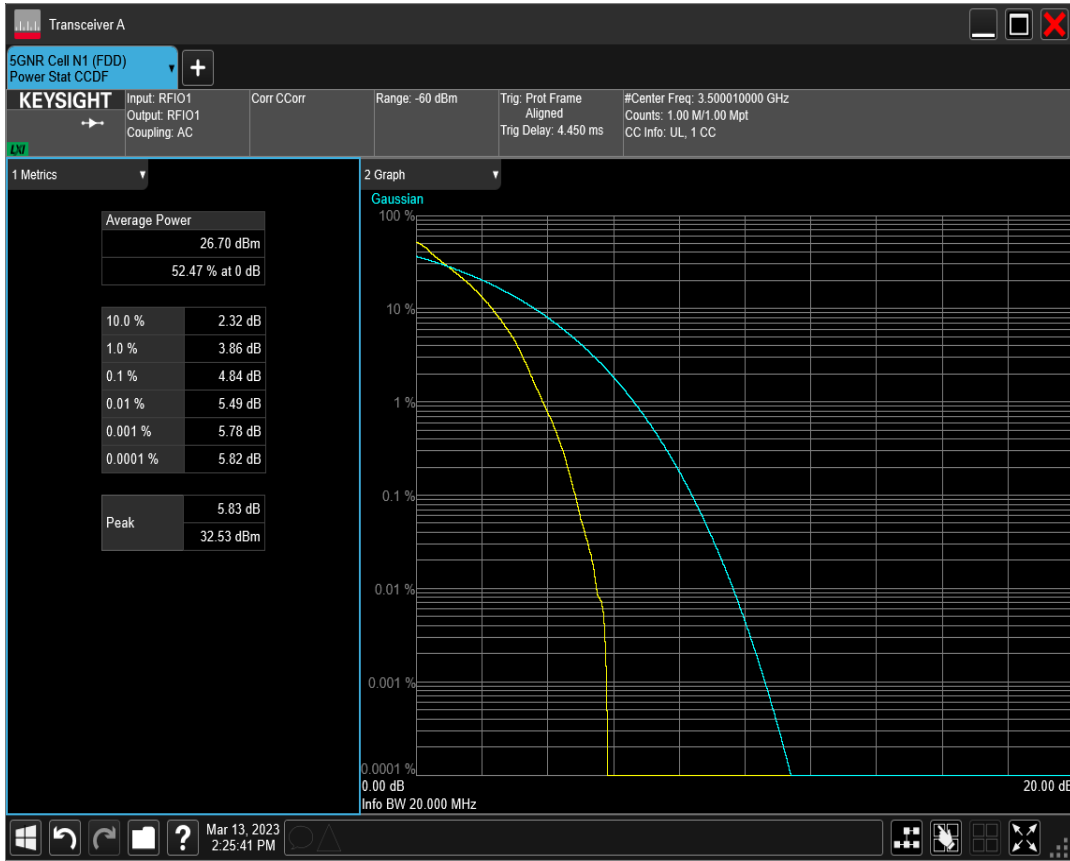 Transceiver A
5GNR Cell N1 (FDD)
Power Stat CCDF
+
KEYSIGHT
LXI
Input: RFIO1
Output: RFIO1
Coupling: AC
Corr CCorr
Range: -60 dBm
Trig: Prot Frame
Aligned
Trig Delay: 4.450 ms
#Center Freq: 3.500010000 GHz
Counts: 1.00 M/1.00 Mpt
CC Info: UL, 1 CC
1 Metrics
Average Power
26.70 dBm
52.47 % at 0 dB
10.0 % 2.32 dB
1.0 % 3.86 dB
0.1 % 4.84 dB
0.01 % 5.49 dB
0.001 % 5.78 dB
0.0001 % 5.82 dB
Peak
5.83 dB
32.53 dBm
2 Graph
Gaussian
100 %
10 %
1 %
0.1 %
0.01 %
0.001 %
0.0001 %
0.00 dB 20.00 dB
Info BW 20.000 MHz
?
Mar 13, 2023
2:25:41 PM